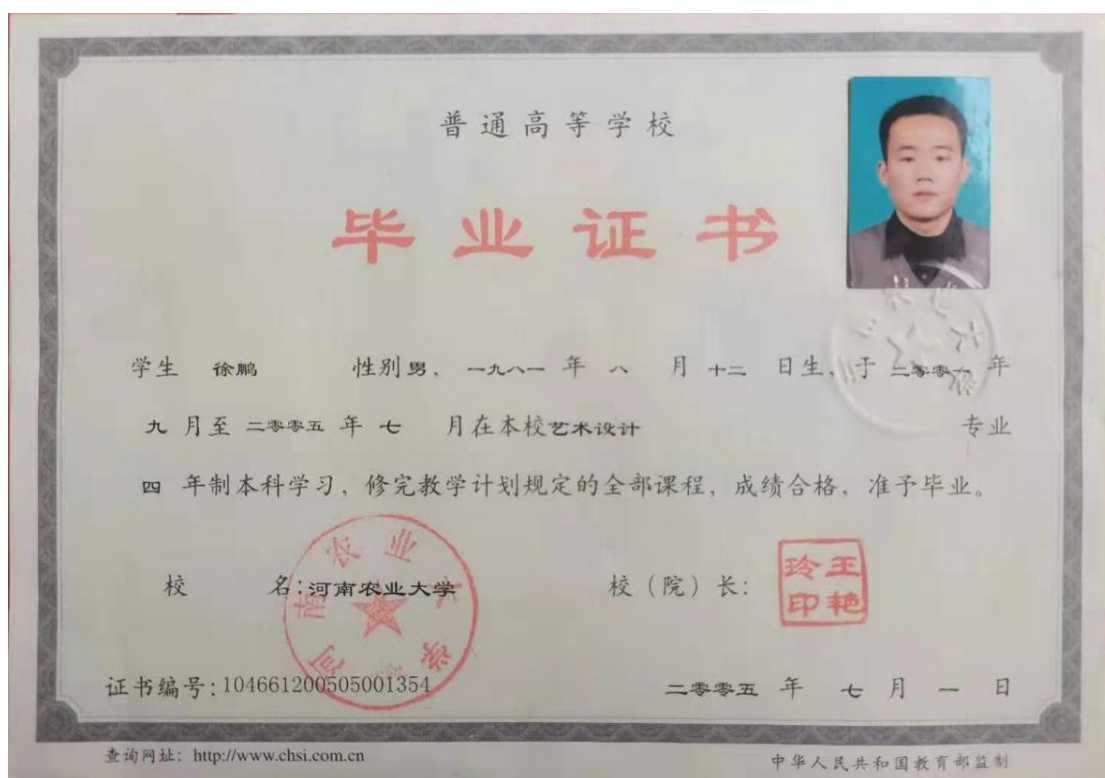 普通高等学校
毕业证书
学生 徐鹏 性别 男, 一九八一 年 八 月 十二 日生, 于 二零零一 年
九 月至 二零零五 年 七 月在本校 艺术设计 专业
四 年制本科学习, 修完教学计划规定的全部课程, 成绩合格, 准予毕业。
校 名: 河南农业大学
河南农业大学
校(院)长:
王艳玲印
证书编号: 104661200505001354
二零零五 年 七 月 一 日
查询网址: http://www.chsi.com.cn
中华人民共和国教育部监制